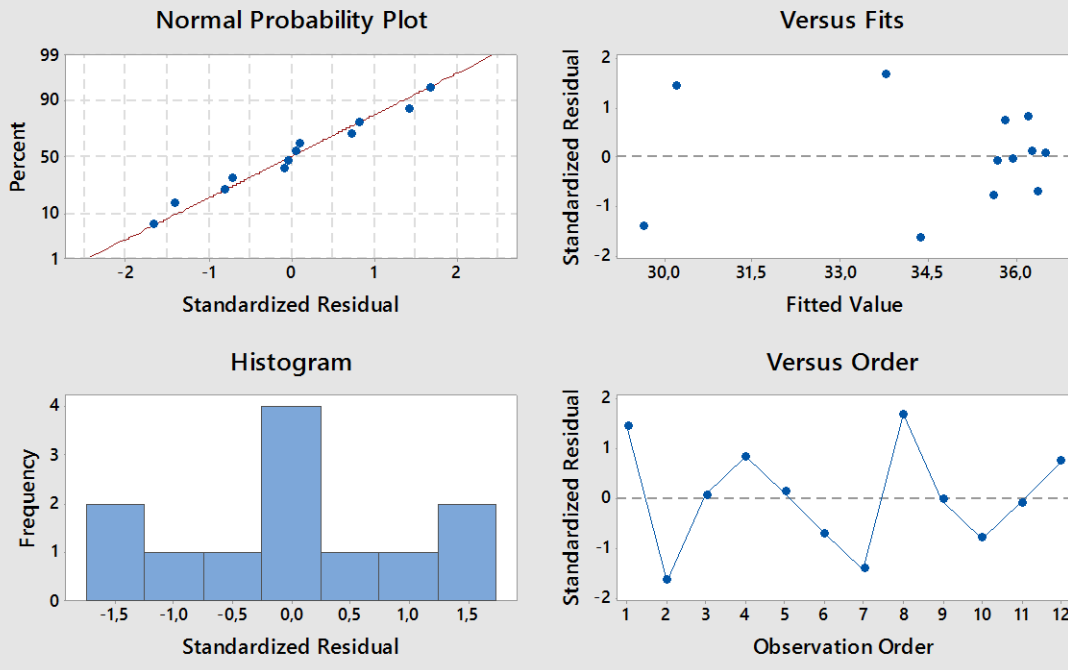 Normal Probability Plot
99
90
50
10
1
Percent
-2 -1 0 1 2
Standardized Residual
Versus Fits
2
1
0
-1
-2
Standardized Residual
30,0 31,5 33,0 34,5 36,0
Fitted Value
Histogram
4
3
2
1
0
Frequency
-1,5 -1,0 -0,5 0,0 0,5 1,0 1,5
Standardized Residual
Versus Order
2
1
0
-1
-2
Standardized Residual
1 2 3 4 5 6 7 8 9 10 11 12
Observation Order